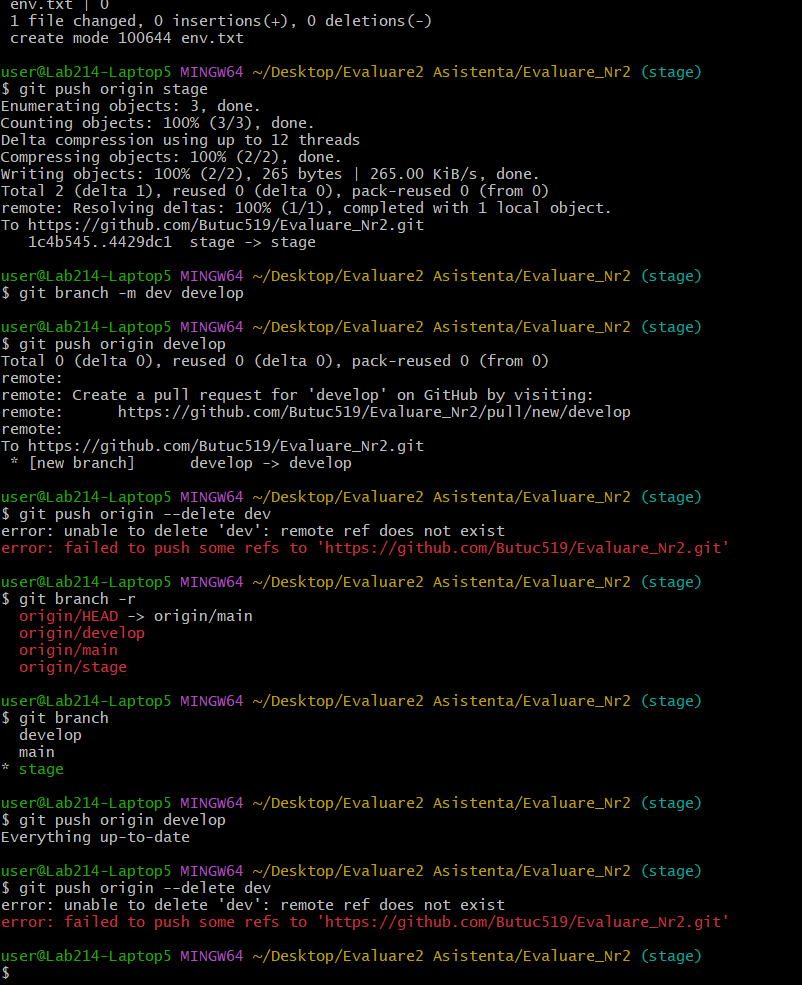 env.txt | 0
1 file changed, 0 insertions(+), 0 deletions(-)
create mode 100644 env.txt
user@Lab214-Laptop5 MINGW64 ~/Desktop/Evaluare2 Asistenta/Evaluare_Nr2 (stage)
$ git push origin stage
Enumerating objects: 3, done.
Counting objects: 100% (3/3), done.
Delta compression using up to 12 threads
Compressing objects: 100% (2/2), done.
Writing objects: 100% (2/2), 265 bytes | 265.00 KiB/s, done.
Total 2 (delta 1), reused 0 (delta 0), pack-reused 0 (from 0)
remote: Resolving deltas: 100% (1/1), completed with 1 local object.
To https://github.com/Butuc519/Evaluare_Nr2.git
   1c4b545..4429dc1  stage -> stage
user@Lab214-Laptop5 MINGW64 ~/Desktop/Evaluare2 Asistenta/Evaluare_Nr2 (stage)
$ git branch -m dev develop
user@Lab214-Laptop5 MINGW64 ~/Desktop/Evaluare2 Asistenta/Evaluare_Nr2 (stage)
$ git push origin develop
Total 0 (delta 0), reused 0 (delta 0), pack-reused 0 (from 0)
remote:
remote: Create a pull request for 'develop' on GitHub by visiting:
remote:      https://github.com/Butuc519/Evaluare_Nr2/pull/new/develop
remote:
To https://github.com/Butuc519/Evaluare_Nr2.git
 * [new branch]      develop -> develop
user@Lab214-Laptop5 MINGW64 ~/Desktop/Evaluare2 Asistenta/Evaluare_Nr2 (stage)
$ git push origin --delete dev
error: unable to delete 'dev': remote ref does not exist
error: failed to push some refs to 'https://github.com/Butuc519/Evaluare_Nr2.git'
user@Lab214-Laptop5 MINGW64 ~/Desktop/Evaluare2 Asistenta/Evaluare_Nr2 (stage)
$ git branch -r
  origin/HEAD -> origin/main
  origin/develop
  origin/main
  origin/stage
user@Lab214-Laptop5 MINGW64 ~/Desktop/Evaluare2 Asistenta/Evaluare_Nr2 (stage)
$ git branch
  develop
  main
* stage
user@Lab214-Laptop5 MINGW64 ~/Desktop/Evaluare2 Asistenta/Evaluare_Nr2 (stage)
$ git push origin develop
Everything up-to-date
user@Lab214-Laptop5 MINGW64 ~/Desktop/Evaluare2 Asistenta/Evaluare_Nr2 (stage)
$ git push origin --delete dev
error: unable to delete 'dev': remote ref does not exist
error: failed to push some refs to 'https://github.com/Butuc519/Evaluare_Nr2.git'
user@Lab214-Laptop5 MINGW64 ~/Desktop/Evaluare2 Asistenta/Evaluare_Nr2 (stage)
$